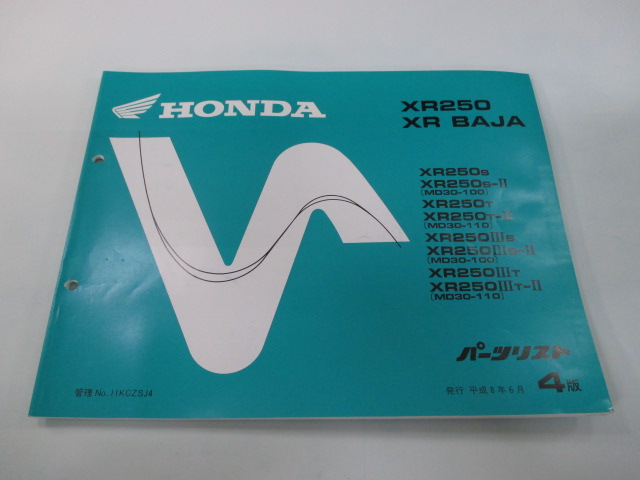 HONDA
XR250
XR BAJA
XR250S
XR250S-II
(MD30-100)
XR250T
XR250T-II
(MD30-110)
XR250IIIS
XR250IIIS-II
(MD30-100)
XR250IIIT
XR250IIIT-II
(MD30-110)
パーツリスト
管理No.11KCZSJ4
発行 平成8年6月 4版